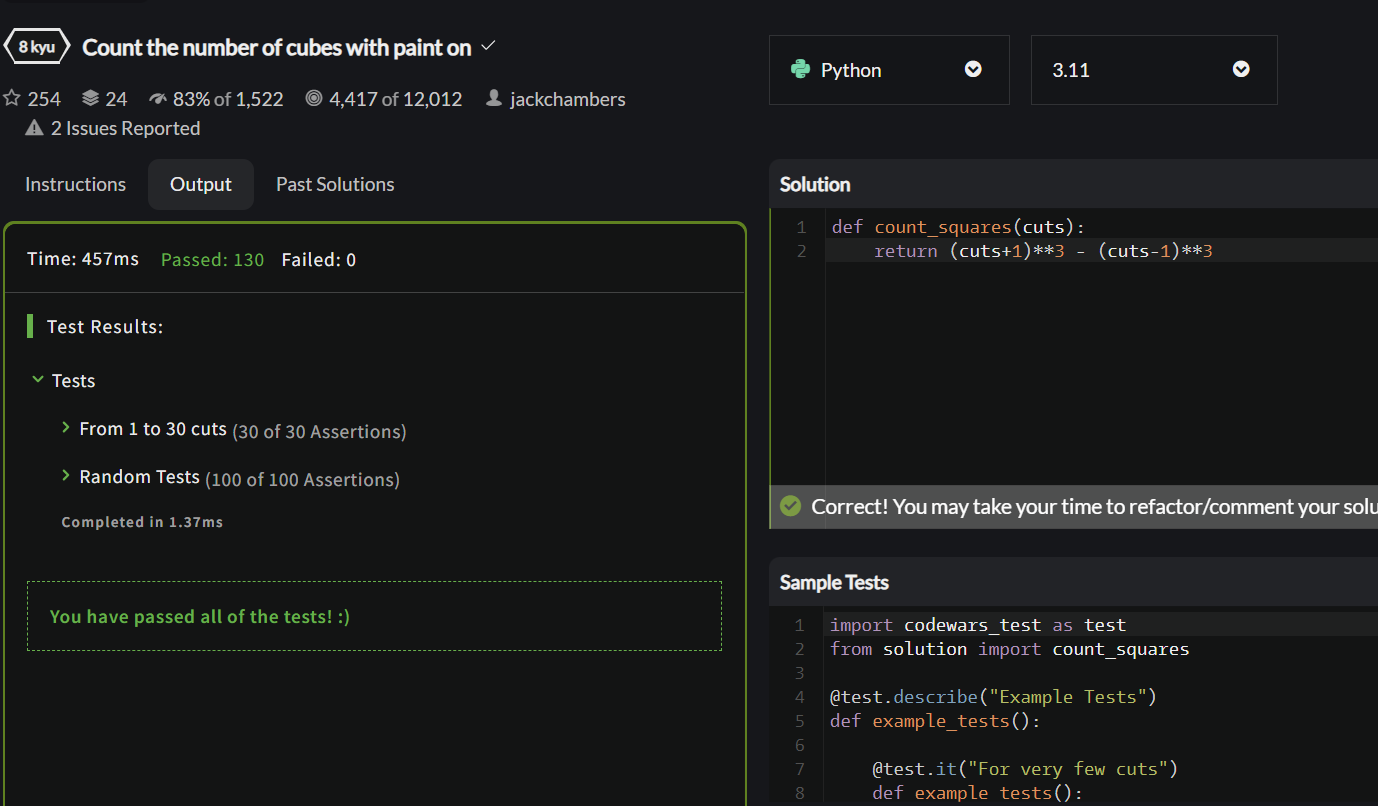 8 kyu Count the number of cubes with paint on
254 24 83% of 1,522 4,417 of 12,012 jackchambers
2 Issues Reported
Python 3.11
Instructions Output Past Solutions
Time: 457ms Passed: 130 Failed: 0
Test Results:
Tests
From 1 to 30 cuts (30 of 30 Assertions)
Random Tests (100 of 100 Assertions)
Completed in 1.37ms
You have passed all of the tests! :)
Solution
1 def count_squares(cuts):
2 return (cuts+1)**3 - (cuts-1)**3
Correct! You may take your time to refactor/comment your solu
Sample Tests
1 import codewars_test as test
2 from solution import count_squares
3
4 @test.describe("Example Tests")
5 def example_tests():
6
7 @test.it("For very few cuts")
8 def example_tests():